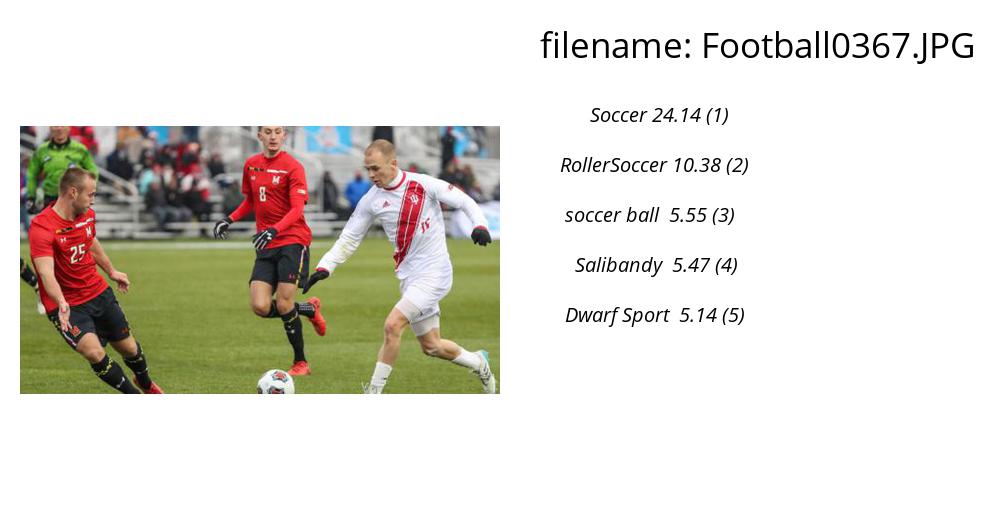 filename: Football0367.JPG
Soccer 24.14 (1)
RollerSoccer 10.38 (2)
soccer ball 5.55 (3)
Salibandy 5.47 (4)
Dwarf Sport 5.14 (5)
8
M
25
M